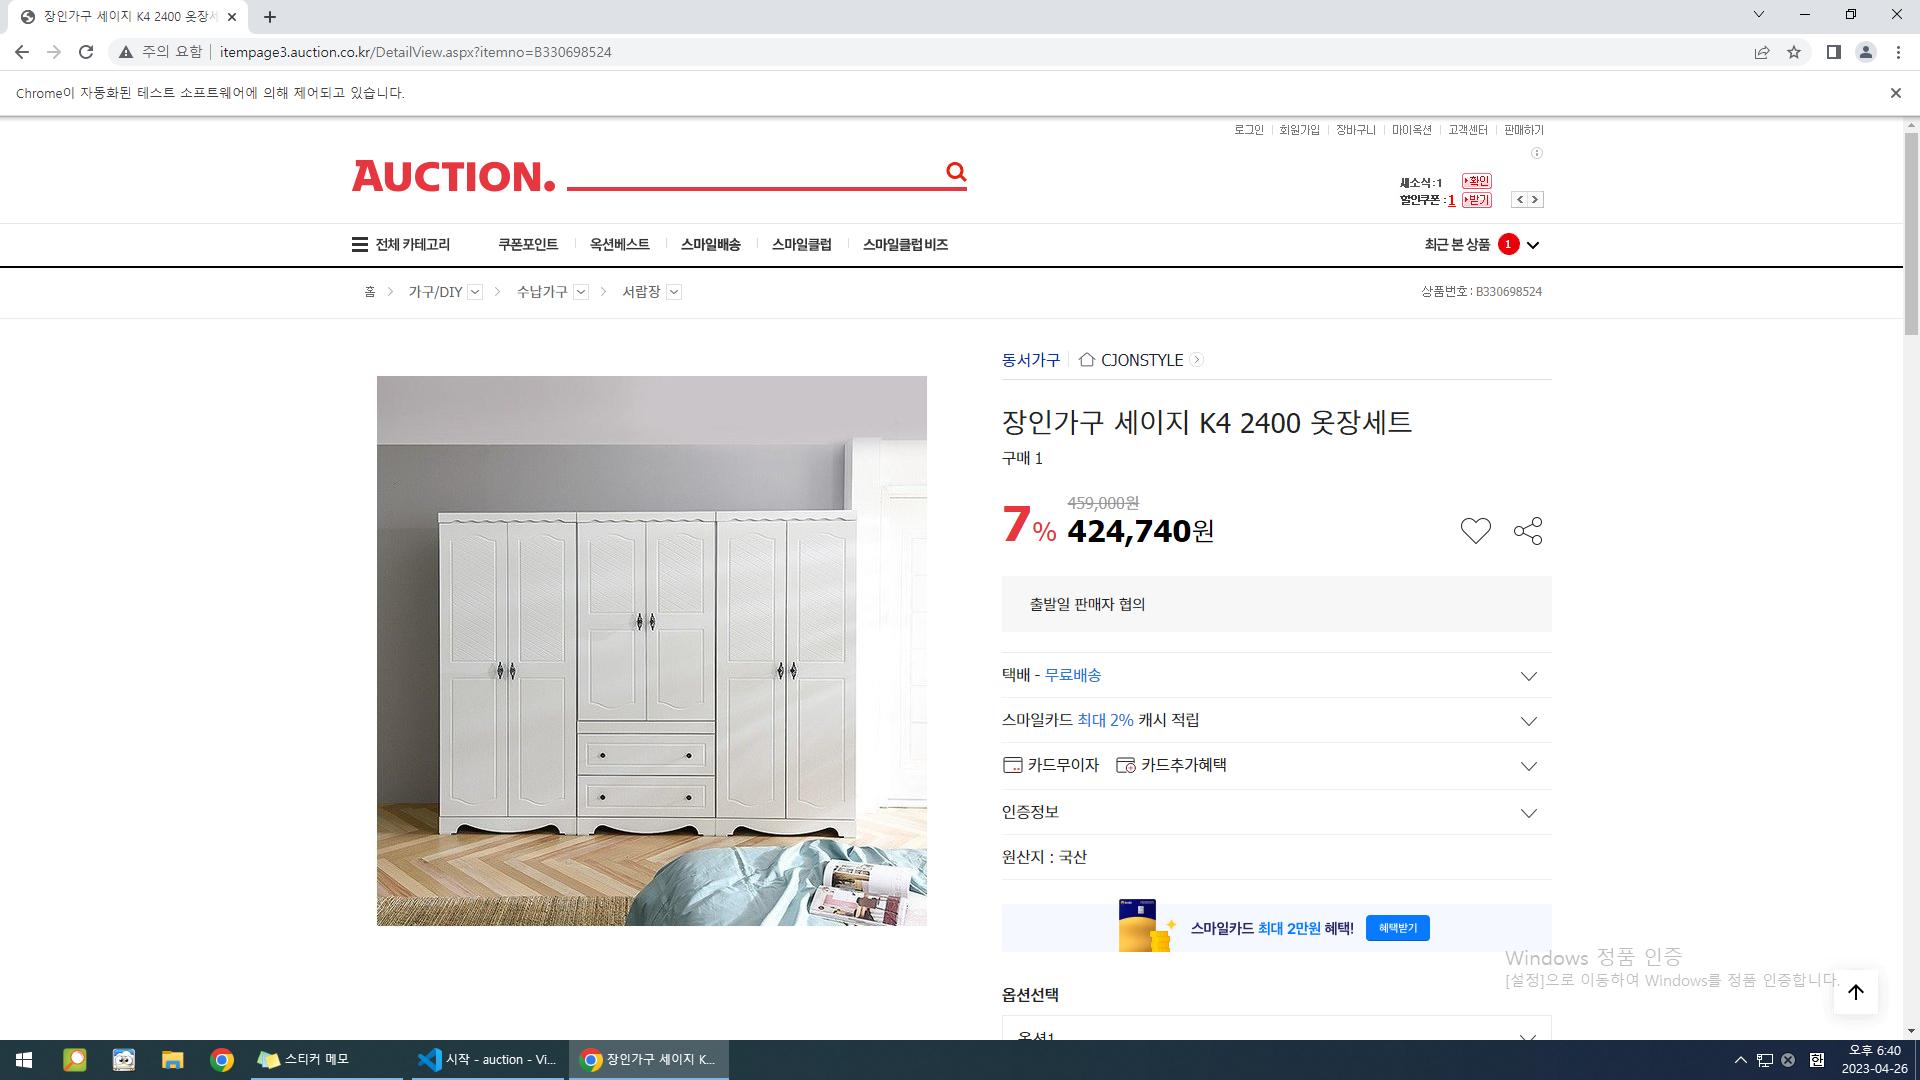 장인가구 세이지 K4 2400 옷장세
주의 요함 itempage3.auction.co.kr/DetailView.aspx?itemno=B330698524
Chrome이 자동화된 테스트 소프트웨어에 의해 제어되고 있습니다.
로그인 회원가입 장바구니 마이옥션 고객센터 판매하기
AUCTION.
새소식:1 확인
할인쿠폰:1 받기
전체 카테고리 쿠폰포인트 옥션베스트 스마일배송 스마일클럽 스마일클럽 비즈 최근 본 상품 1
홈 가구/DIY 수납가구 서랍장 상품번호 : B330698524
동서가구 CJONSTYLE
장인가구 세이지 K4 2400 옷장세트
구매 1
459,000원
7% 424,740원
출발일 판매자 협의
택배 - 무료배송
스마일카드 최대 2% 캐시 적립
카드무이자 카드추가혜택
인증정보
원산지 : 국산
스마일카드 최대 2만원 혜택! 혜택받기
Windows 정품 인증
[설정]으로 이동하여 Windows를 정품 인증합니다.
옵션선택
옵션1
스티커 메모 시작 - auction - Vi... 장인가구 세이지 K... 한 오후 6:40
2023-04-26